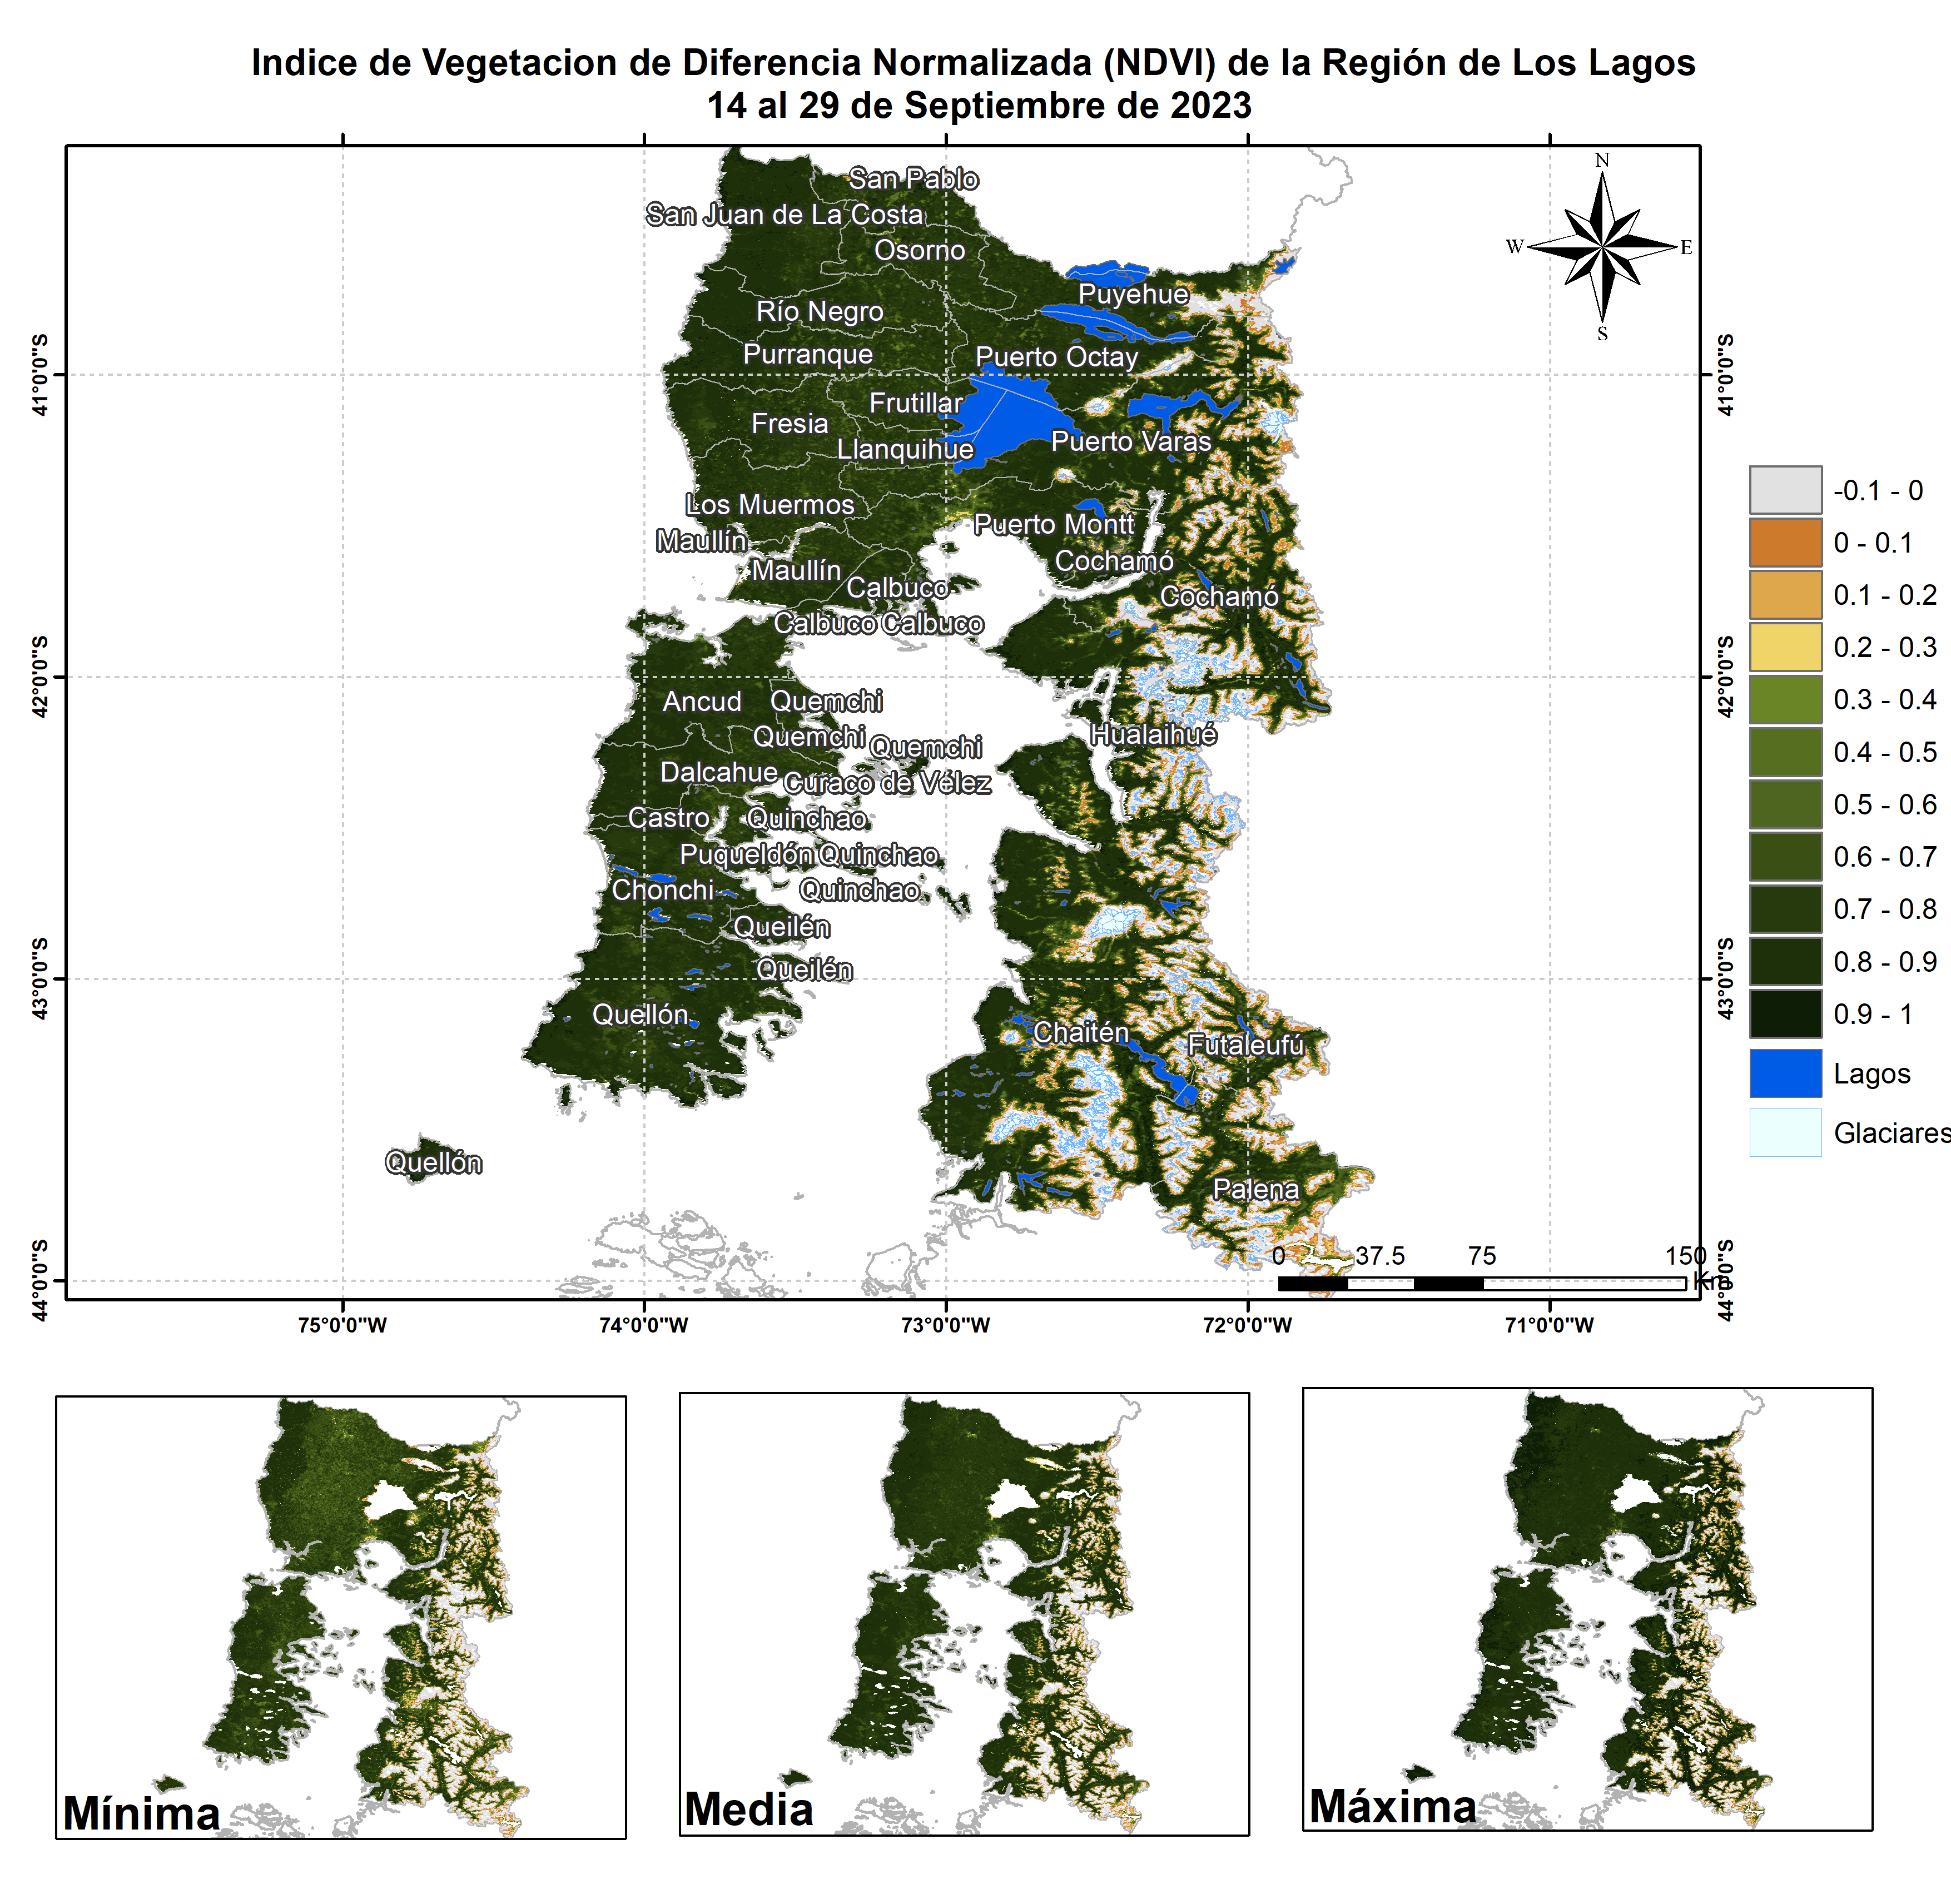 Indice de Vegetacion de Diferencia Normalizada (NDVI) de la Región de Los Lagos
14 al 29 de Septiembre de 2023
N
W
E
S
San Pablo
San Juan de La Costa
Osorno
Puyehue
Río Negro
Purranque
Puerto Octay
Frutillar
Fresia
Llanquihue
Puerto Varas
Los Muermos
Puerto Montt
Maullín
Cochamó
Maullín
Calbuco
Cochamó
Calbuco Calbuco
Ancud
Quemchi
Quemchi
Quemchi
Hualaihué
Dalcahue
Curaco de Vélez
Castro
Quinchao
Puqueldón Quinchao
Chonchi
Quinchao
Queilén
Queilén
Quellón
Chaitén
Futaleufú
Quellón
Palena
0 37.5 75 150
Km
41°0'0"S
42°0'0"S
43°0'0"S
44°0'0"S
41°0'0"S
42°0'0"S
43°0'0"S
44°0'0"S
75°0'0"W
74°0'0"W
73°0'0"W
72°0'0"W
71°0'0"W
-0.1 - 0
0 - 0.1
0.1 - 0.2
0.2 - 0.3
0.3 - 0.4
0.4 - 0.5
0.5 - 0.6
0.6 - 0.7
0.7 - 0.8
0.8 - 0.9
0.9 - 1
Lagos
Glaciares
Mínima
Media
Máxima